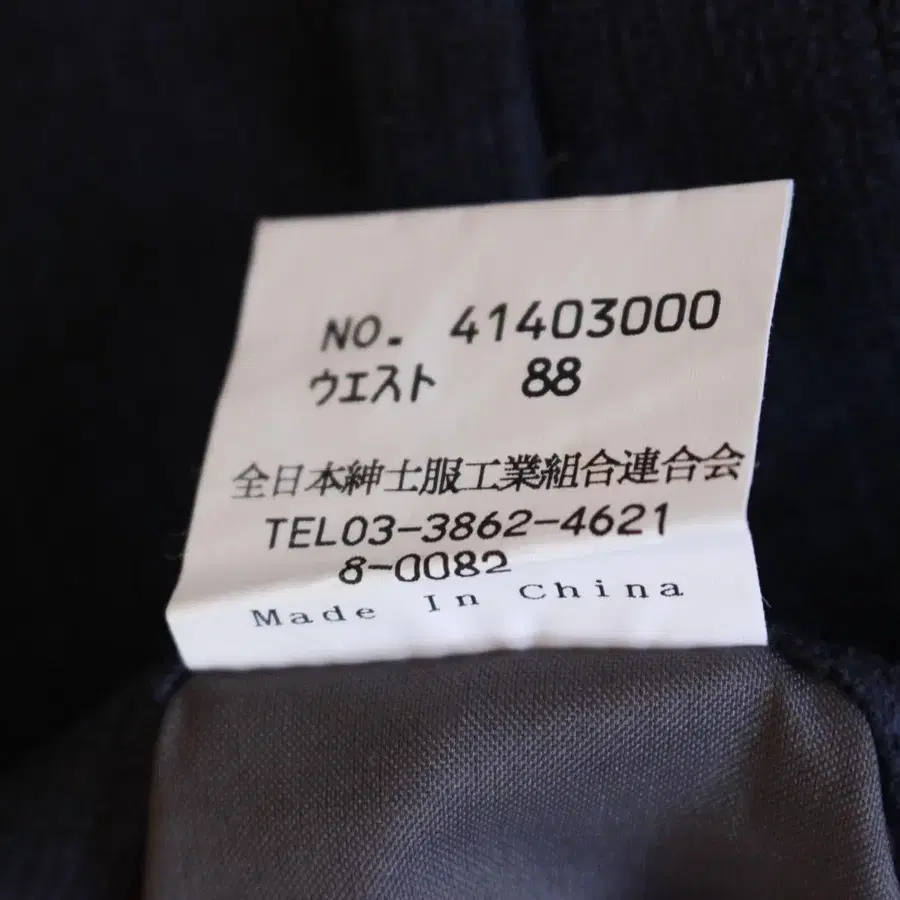 NO. 41403000
ウエスト 88
全日本紳士服工業組合連合会
TEL03-3862-4621
8-0082
Made In China